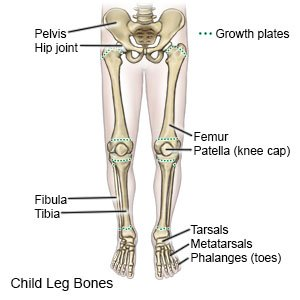 Pelvis
Hip joint
Growth plates
Femur
Patella (knee cap)
Fibula
Tibia
Tarsals
Metatarsals
Phalanges (toes)
Child Leg Bones